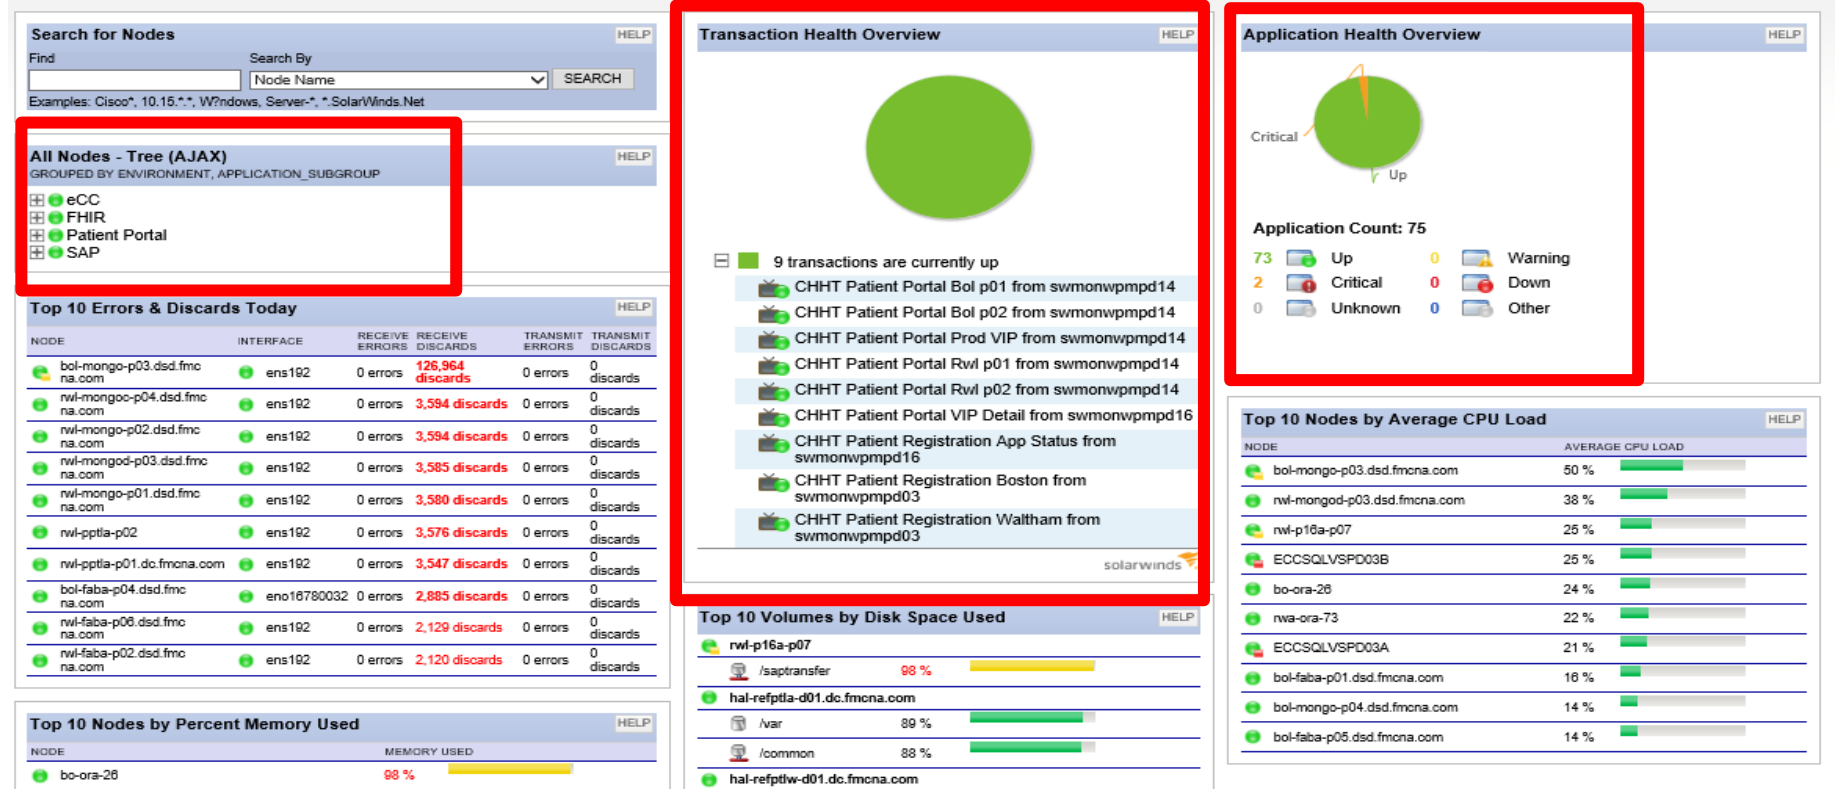 Search for Nodes HELP
Find Search By
Node Name SEARCH
Examples: Cisco*, 10.15.*.*, W?ndows, Server-*, *.SolarWinds.Net
All Nodes - Tree (AJAX) HELP
GROUPED BY ENVIRONMENT, APPLICATION_SUBGROUP
eCC
FHIR
Patient Portal
SAP
Top 10 Errors & Discards Today HELP
NODE INTERFACE RECEIVE ERRORS RECEIVE DISCARDS TRANSMIT ERRORS TRANSMIT DISCARDS
bol-mongo-p03.dsd.fmc
na.com ens192 0 errors 126,964 discards 0 errors 0 discards
rwl-mongoc-p04.dsd.fmc
na.com ens192 0 errors 3,594 discards 0 errors 0 discards
rwl-mongo-p02.dsd.fmc
na.com ens192 0 errors 3,594 discards 0 errors 0 discards
rwl-mongod-p03.dsd.fmc
na.com ens192 0 errors 3,585 discards 0 errors 0 discards
rwl-mongo-p01.dsd.fmc
na.com ens192 0 errors 3,580 discards 0 errors 0 discards
rwl-pptla-p02 ens192 0 errors 3,576 discards 0 errors 0 discards
rwl-pptla-p01.dc.fmcna.com ens192 0 errors 3,547 discards 0 errors 0 discards
bol-faba-p04.dsd.fmc
na.com eno16780032 0 errors 2,885 discards 0 errors 0 discards
rwl-faba-p06.dsd.fmc
na.com ens192 0 errors 2,129 discards 0 errors 0 discards
rwl-faba-p02.dsd.fmc
na.com ens192 0 errors 2,120 discards 0 errors 0 discards
Top 10 Nodes by Percent Memory Used HELP
NODE MEMORY USED
bo-ora-26 98 %
Transaction Health Overview HELP
9 transactions are currently up
CHHT Patient Portal Bol p01 from swmonwpmpd14
CHHT Patient Portal Bol p02 from swmonwpmpd14
CHHT Patient Portal Prod VIP from swmonwpmpd14
CHHT Patient Portal Rwl p01 from swmonwpmpd14
CHHT Patient Portal Rwl p02 from swmonwpmpd14
CHHT Patient Portal VIP Detail from swmonwpmpd16
CHHT Patient Registration App Status from
swmonwpmpd16
CHHT Patient Registration Boston from
swmonwpmpd03
CHHT Patient Registration Waltham from
swmonwpmpd03
solarwinds
Top 10 Volumes by Disk Space Used HELP
rwl-p16a-p07
/saptransfer 98 %
hal-refptla-d01.dc.fmcna.com
/var 89 %
/common 88 %
hal-refptlw-d01.dc.fmcna.com
Application Health Overview HELP
Critical
Up
Application Count: 75
73 Up 0 Warning
2 Critical 0 Down
0 Unknown 0 Other
Top 10 Nodes by Average CPU Load HELP
NODE AVERAGE CPU LOAD
bol-mongo-p03.dsd.fmcna.com 50 %
rwl-mongod-p03.dsd.fmcna.com 38 %
rwl-p16a-p07 25 %
ECCSQLVSPD03B 25 %
bo-ora-26 24 %
rwa-ora-73 22 %
ECCSQLVSPD03A 21 %
bol-faba-p01.dsd.fmcna.com 16 %
bol-mongo-p04.dsd.fmcna.com 14 %
bol-faba-p05.dsd.fmcna.com 14 %